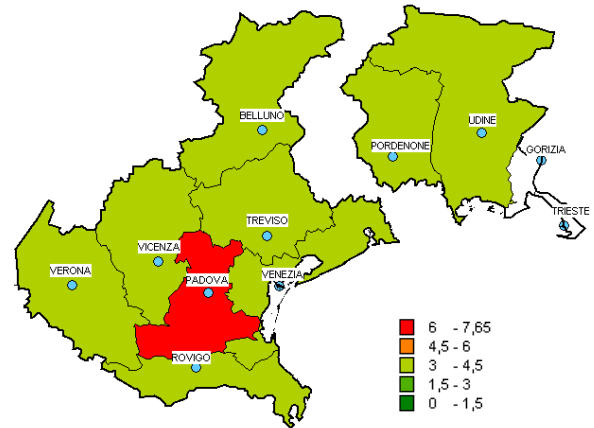 BELLUNO
UDINE
PORDENONE
GORIZIA
TREVISO
TRIESTE
VICENZA
VERONA
VENEZIA
PADOVA
ROVIGO
6 - 7,65
4,5 - 6
3 - 4,5
1,5 - 3
0 - 1,5